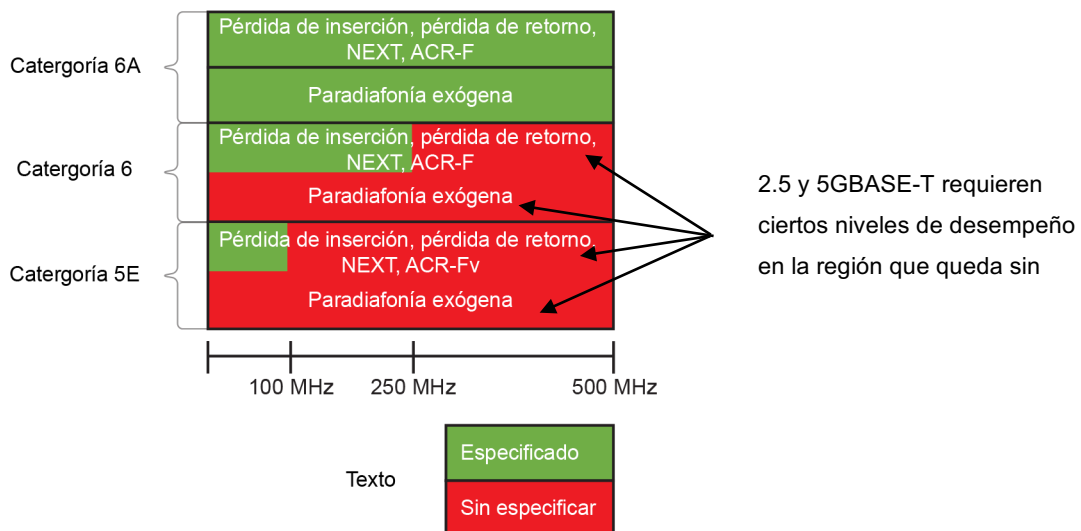 Catergoría 6A
Pérdida de inserción, pérdida de retorno,
NEXT, ACR-F
Paradiafonía exógena
Catergoría 6
Pérdida de inserción, pérdida de retorno,
NEXT, ACR-F
Paradiafonía exógena
Catergoría 5E
Pérdida de inserción, pérdida de retorno,
NEXT, ACR-Fv
Paradiafonía exógena
2.5 y 5GBASE-T requieren
ciertos niveles de desempeño
en la región que queda sin
100 MHz
250 MHz
500 MHz
Texto
Especificado
Sin especificar